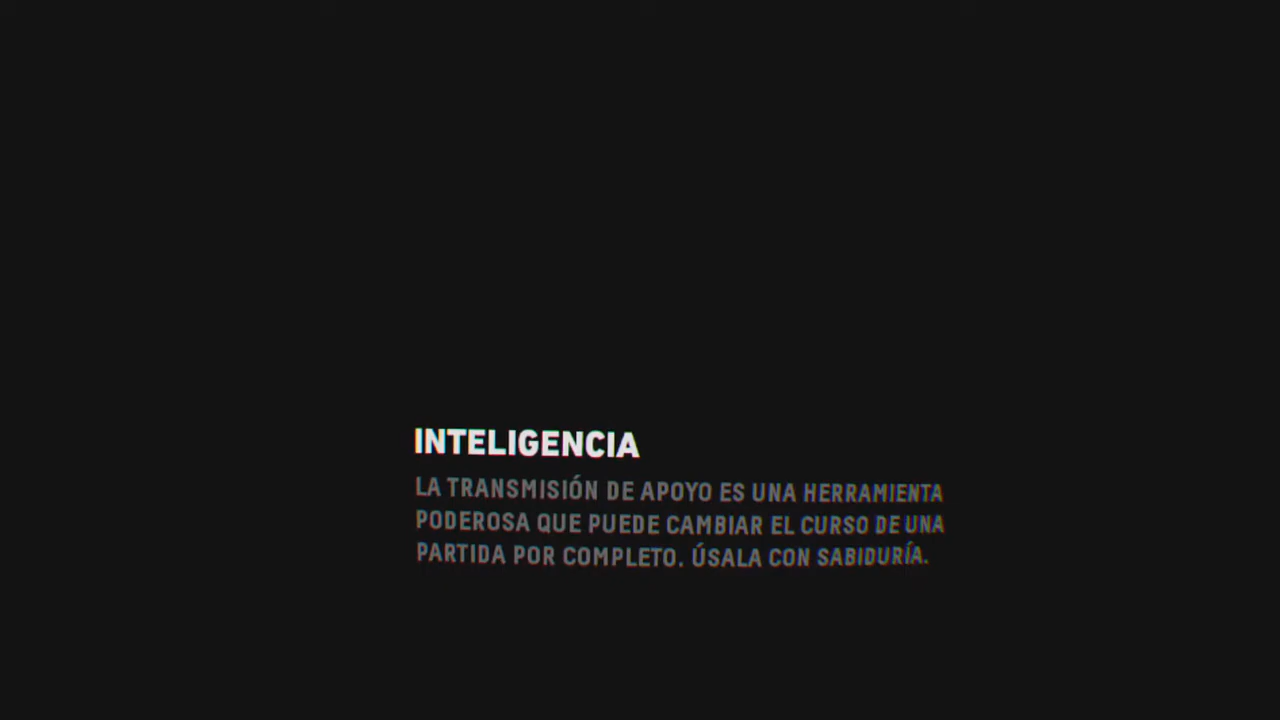 INTELIGENCIA
LA TRANSMISIÓN DE APOYO ES UNA HERRAMIENTA
PODEROSA QUE PUEDE CAMBIAR EL CURSO DE UNA
PARTIDA POR COMPLETO. ÚSALA CON SABIDURÍA.